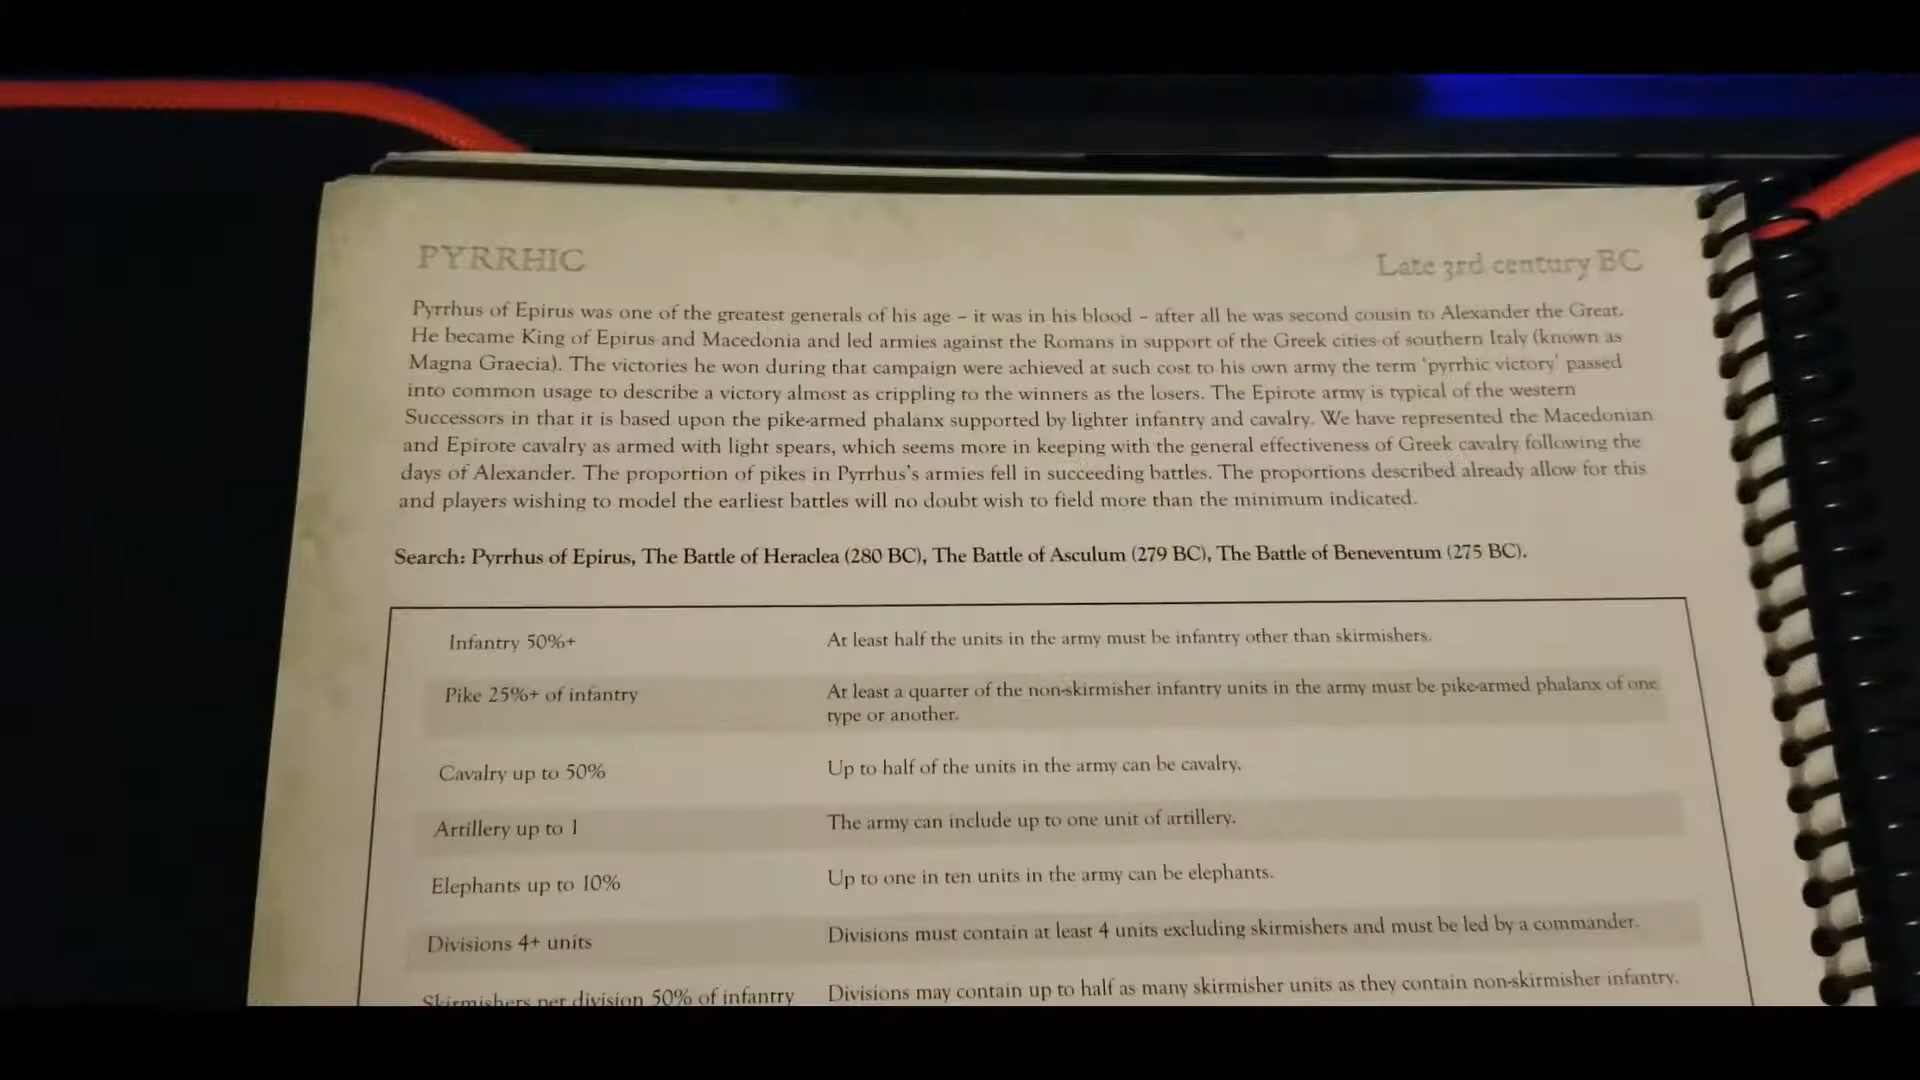 PYRRHIC
Late 3rd century BC
Pyrrhus of Epirus was one of the greatest generals of his age – it was in his blood – after all he was second cousin to Alexander the Great.
He became King of Epirus and Macedonia and led armies against the Romans in support of the Greek cities of southern Italy (known as
Magna Graecia). The victories he won during that campaign were achieved at such cost to his own army the term 'pyrrhic victory' passed
into common usage to describe a victory almost as crippling to the winners as the losers. The Epirote army is typical of the western
Successors in that it is based upon the pike-armed phalanx supported by lighter infantry and cavalry. We have represented the Macedonian
and Epirote cavalry as armed with light spears, which seems more in keeping with the general effectiveness of Greek cavalry following the
days of Alexander. The proportion of pikes in Pyrrhus's armies fell in succeeding battles. The proportions described already allow for this
and players wishing to model the earliest battles will no doubt wish to field more than the minimum indicated.
Search: Pyrrhus of Epirus, The Battle of Heraclea (280 BC), The Battle of Asculum (279 BC), The Battle of Beneventum (275 BC).
Infantry 50%+ At least half the units in the army must be infantry other than skirmishers.
Pike 25%+ of infantry At least a quarter of the non-skirmisher infantry units in the army must be pike-armed phalanx of one
type or another.
Cavalry up to 50% Up to half of the units in the army can be cavalry.
Artillery up to 1 The army can include up to one unit of artillery.
Elephants up to 10% Up to one in ten units in the army can be elephants.
Divisions 4+ units Divisions must contain at least 4 units excluding skirmishers and must be led by a commander.
Skirmishers per division 50% of infantry Divisions may contain up to half as many skirmisher units as they contain non-skirmisher infantry.